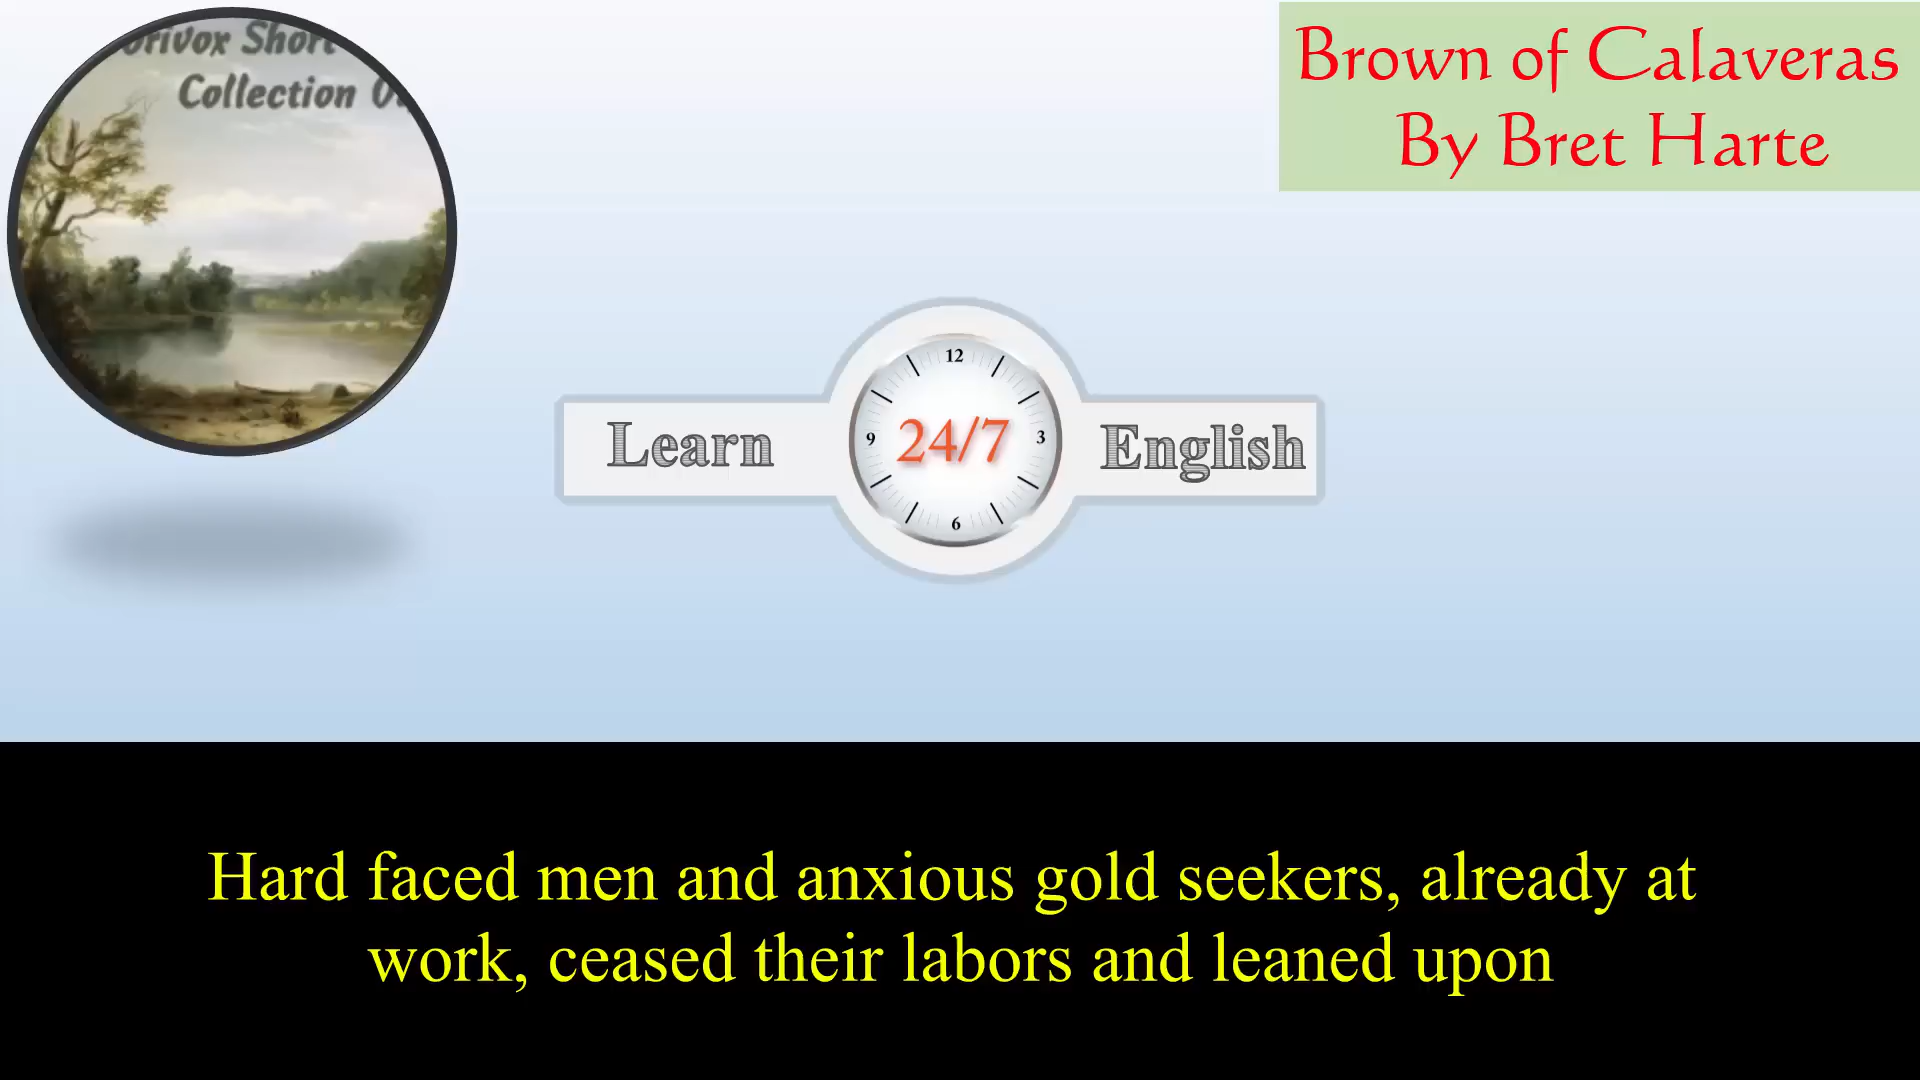 Short
Collection
Brown of Calaveras
By Bret Harte
12
Learn
9
24/7
3
English
6
Hard faced men and anxious gold seekers, already at
work, ceased their labors and leaned upon